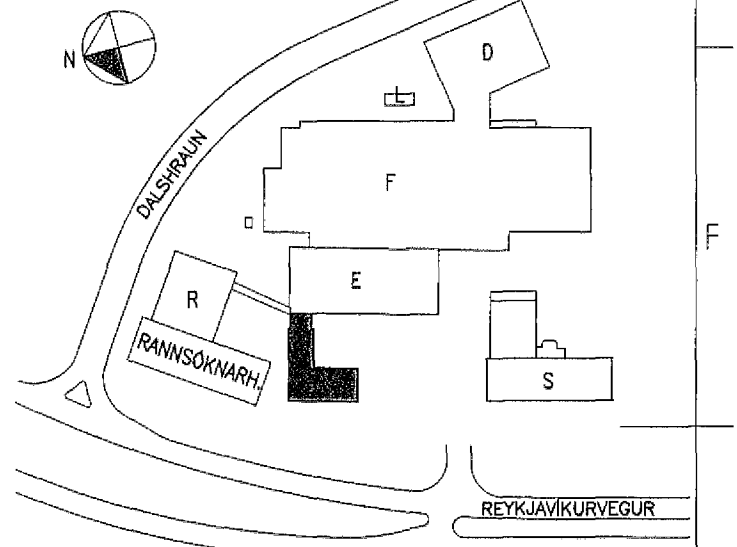 N
D
L
DALSHRAUN
F
F
E
R
RANNSÓKNARH.
S
REYKJAVÍKURVEGUR